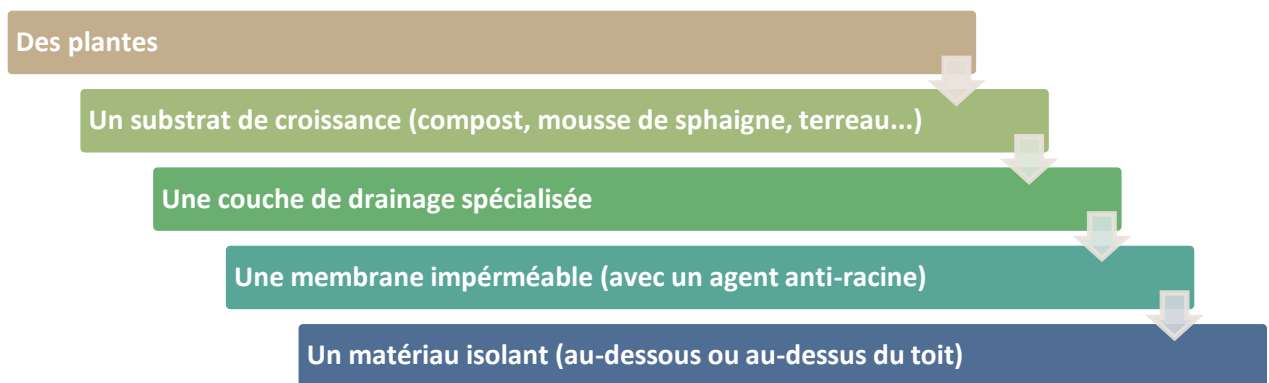 Des plantes
Un substrat de croissance (compost, mousse de sphaigne, terreau...)
Une couche de drainage spécialisée
Une membrane impérméable (avec un agent anti-racine)
Un matériau isolant (au-dessous ou au-dessus du toit)